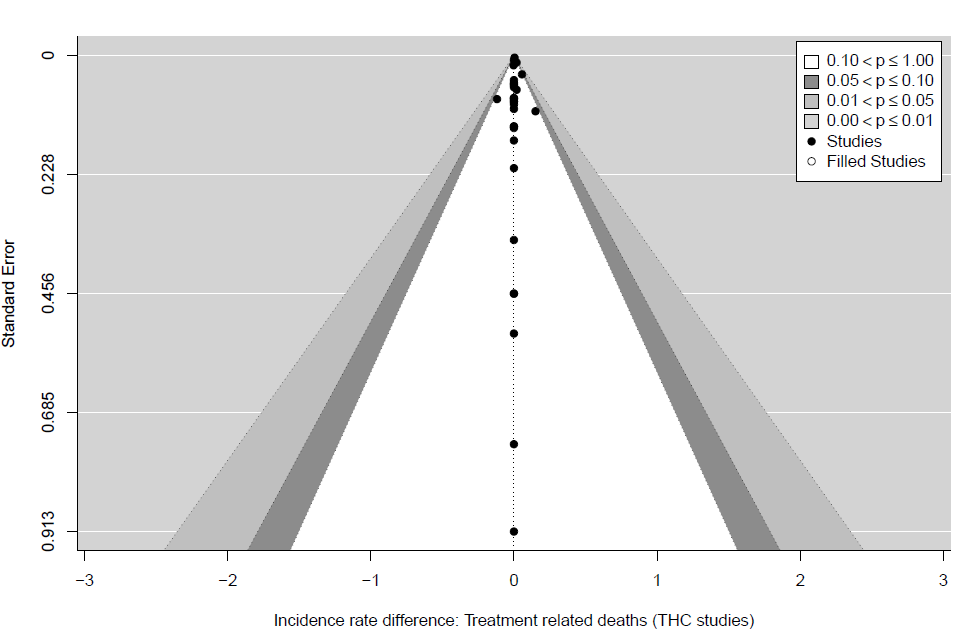 0.10 < p ≤ 1.00
0.05 < p ≤ 0.10
0.01 < p ≤ 0.05
0.00 < p ≤ 0.01
Studies
Filled Studies
Standard Error
0
0.228
0.456
0.685
0.913
−3 −2 −1 0 1 2 3
Incidence rate difference: Treatment related deaths (THC studies)